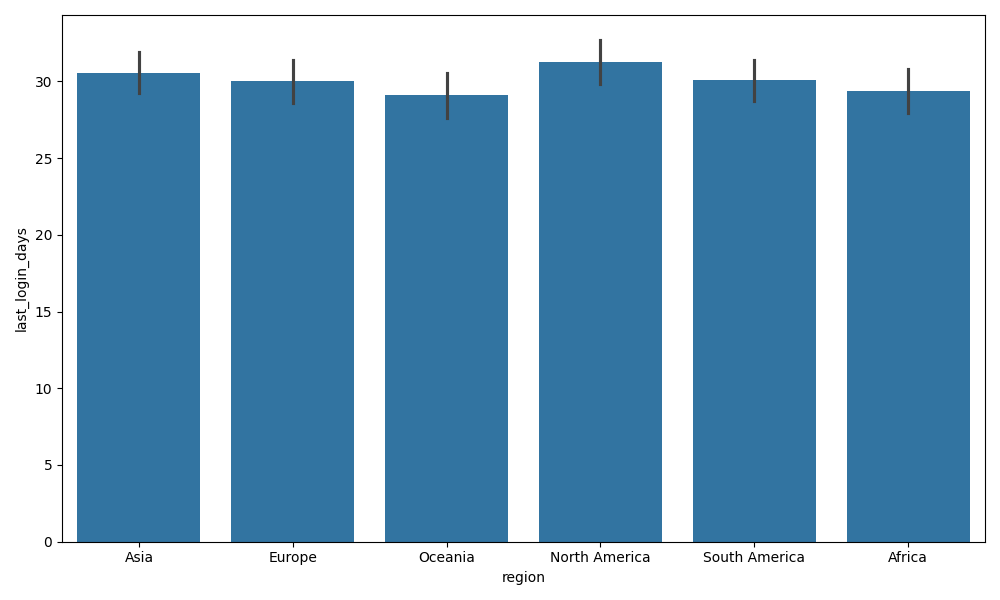 last_login_days
30
25
20
15
10
5
0
Asia
Europe
Oceania
North America
South America
Africa
region